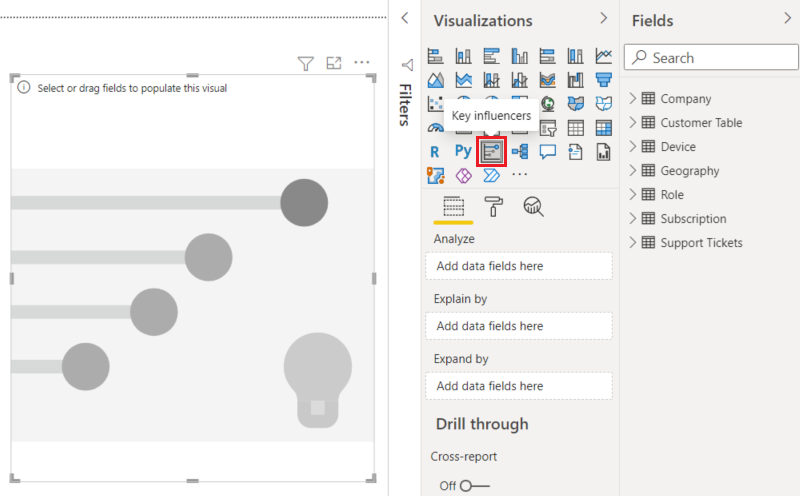 Select or drag fields to populate this visual
Filters
Visualizations
Key influencers
R
Py
Analyze
Add data fields here
Explain by
Add data fields here
Expand by
Add data fields here
Drill through
Cross-report
Off
Fields
Search
Company
Customer Table
Device
Geography
Role
Subscription
Support Tickets